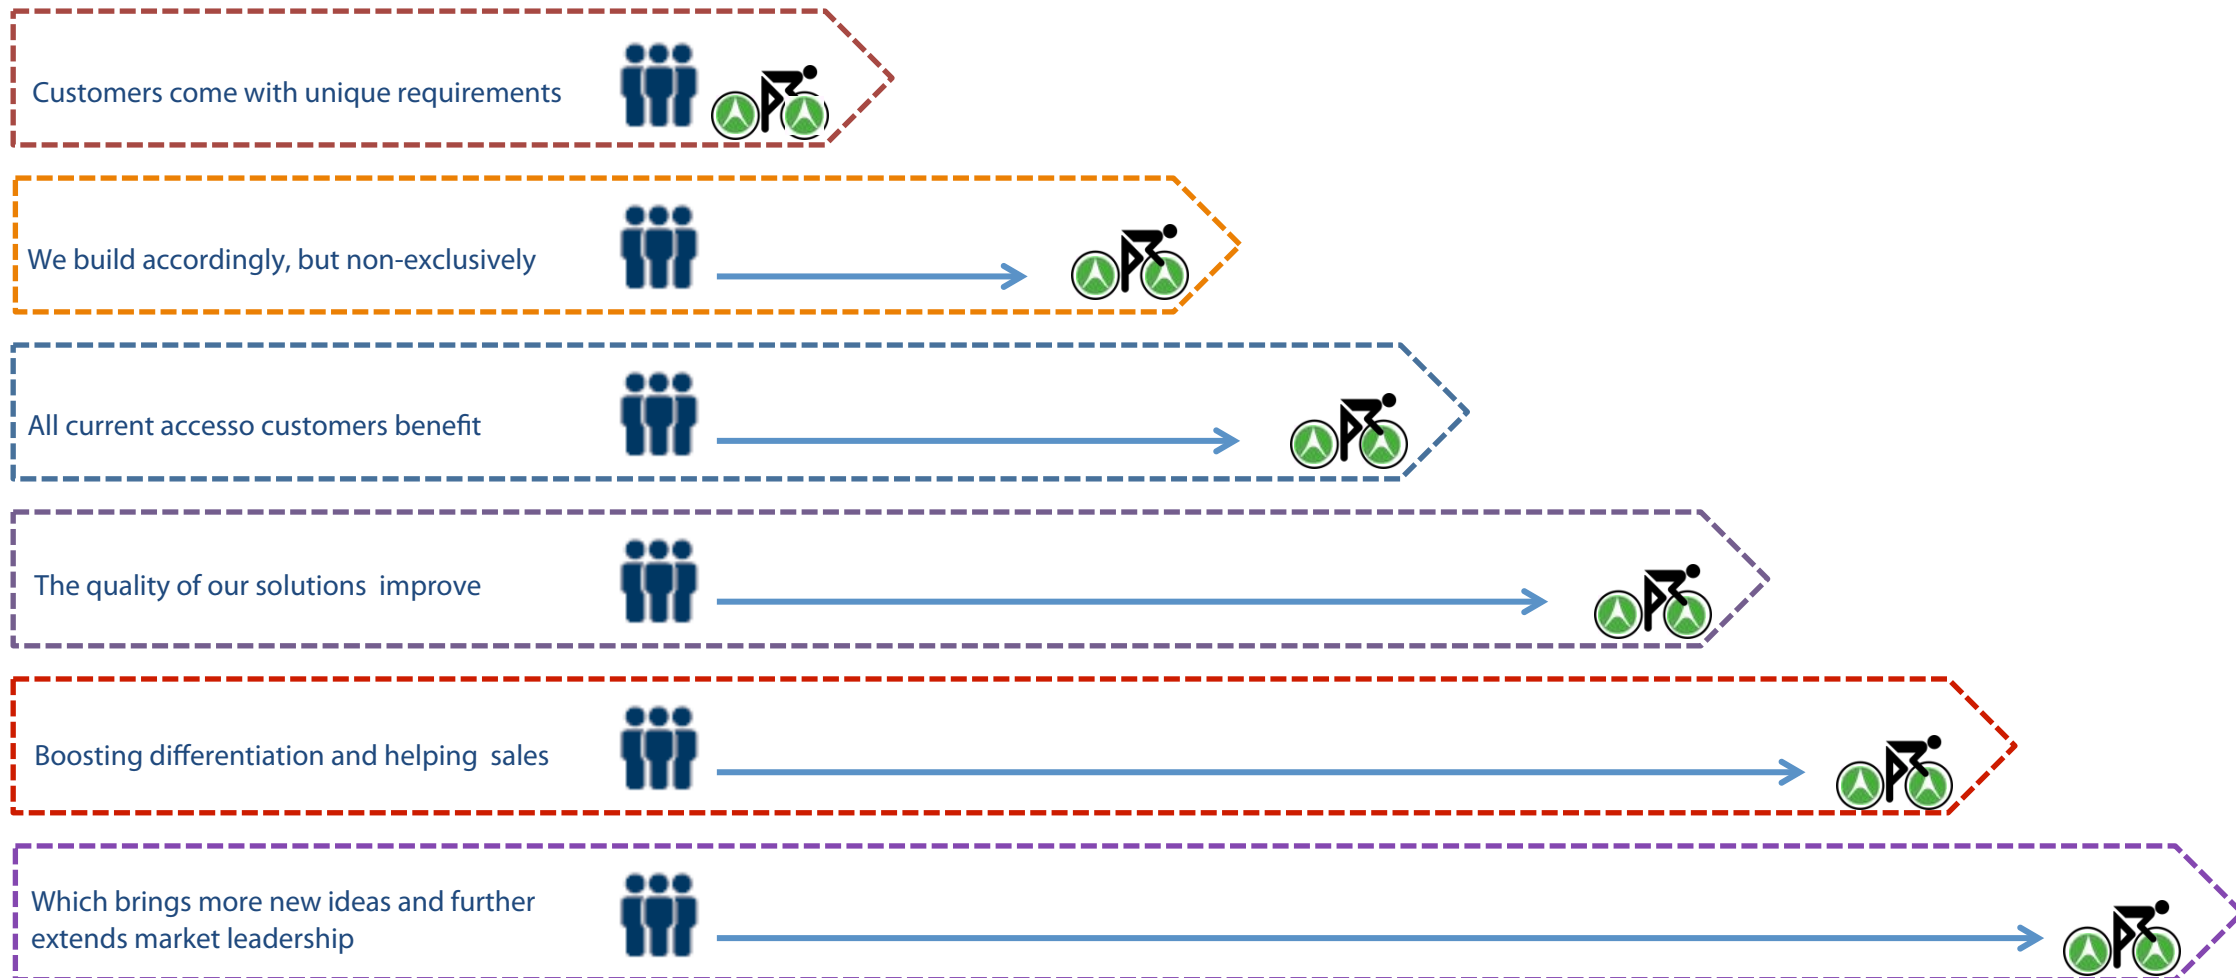 Customers come with unique requirements
We build accordingly, but non-exclusively
All current accesso customers benefit
The quality of our solutions  improve
Boosting differentiation and helping  sales
Which brings more new ideas and further
extends market leadership